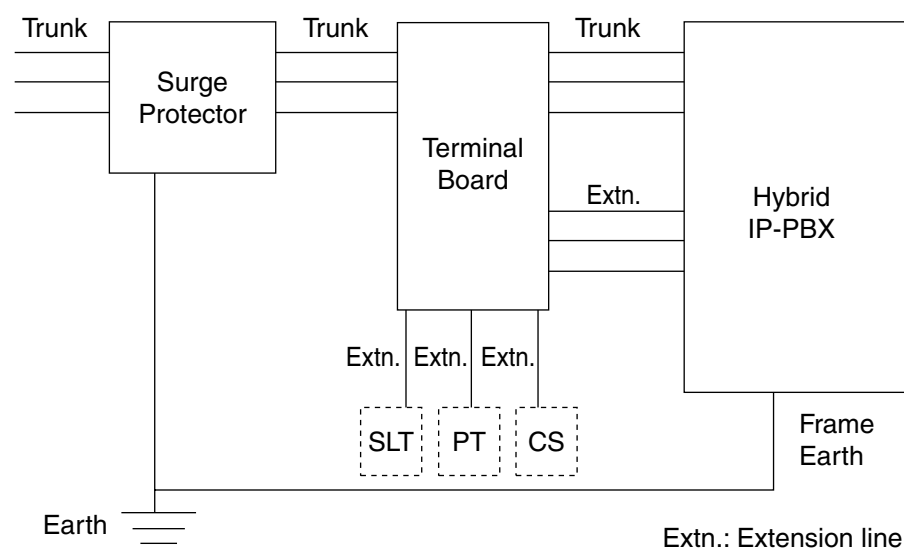 Trunk
Trunk
Trunk
Surge
Protector
Terminal
Board
Extn.
Hybrid
IP-PBX
Extn.
Extn.
Extn.
SLT
PT
CS
Frame
Earth
Earth
Extn.: Extension line